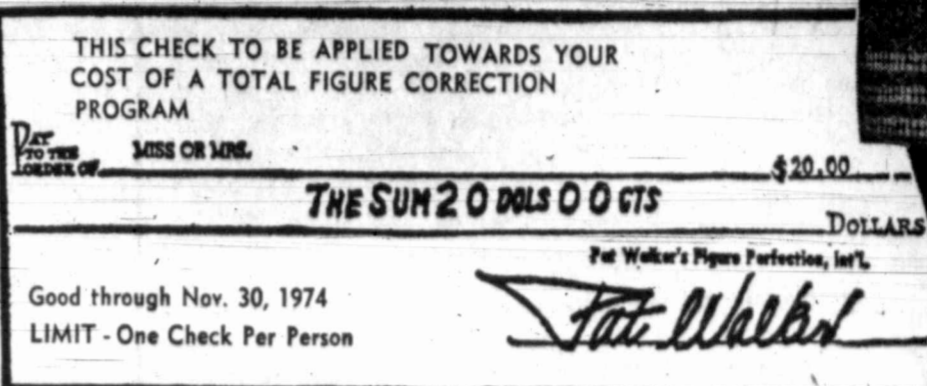 THIS CHECK TO BE APPLIED TOWARDS YOUR
COST OF A TOTAL FIGURE CORRECTION
PROGRAM
PAY TO THE ORDER OF MISS OR MRS. $20.00
THE SUM 20 DOLS 00 CTS
DOLLARS
Pat Walker's Figure Perfection, Int'l.
Good through Nov. 30, 1974
LIMIT - One Check Per Person
Pat Walker